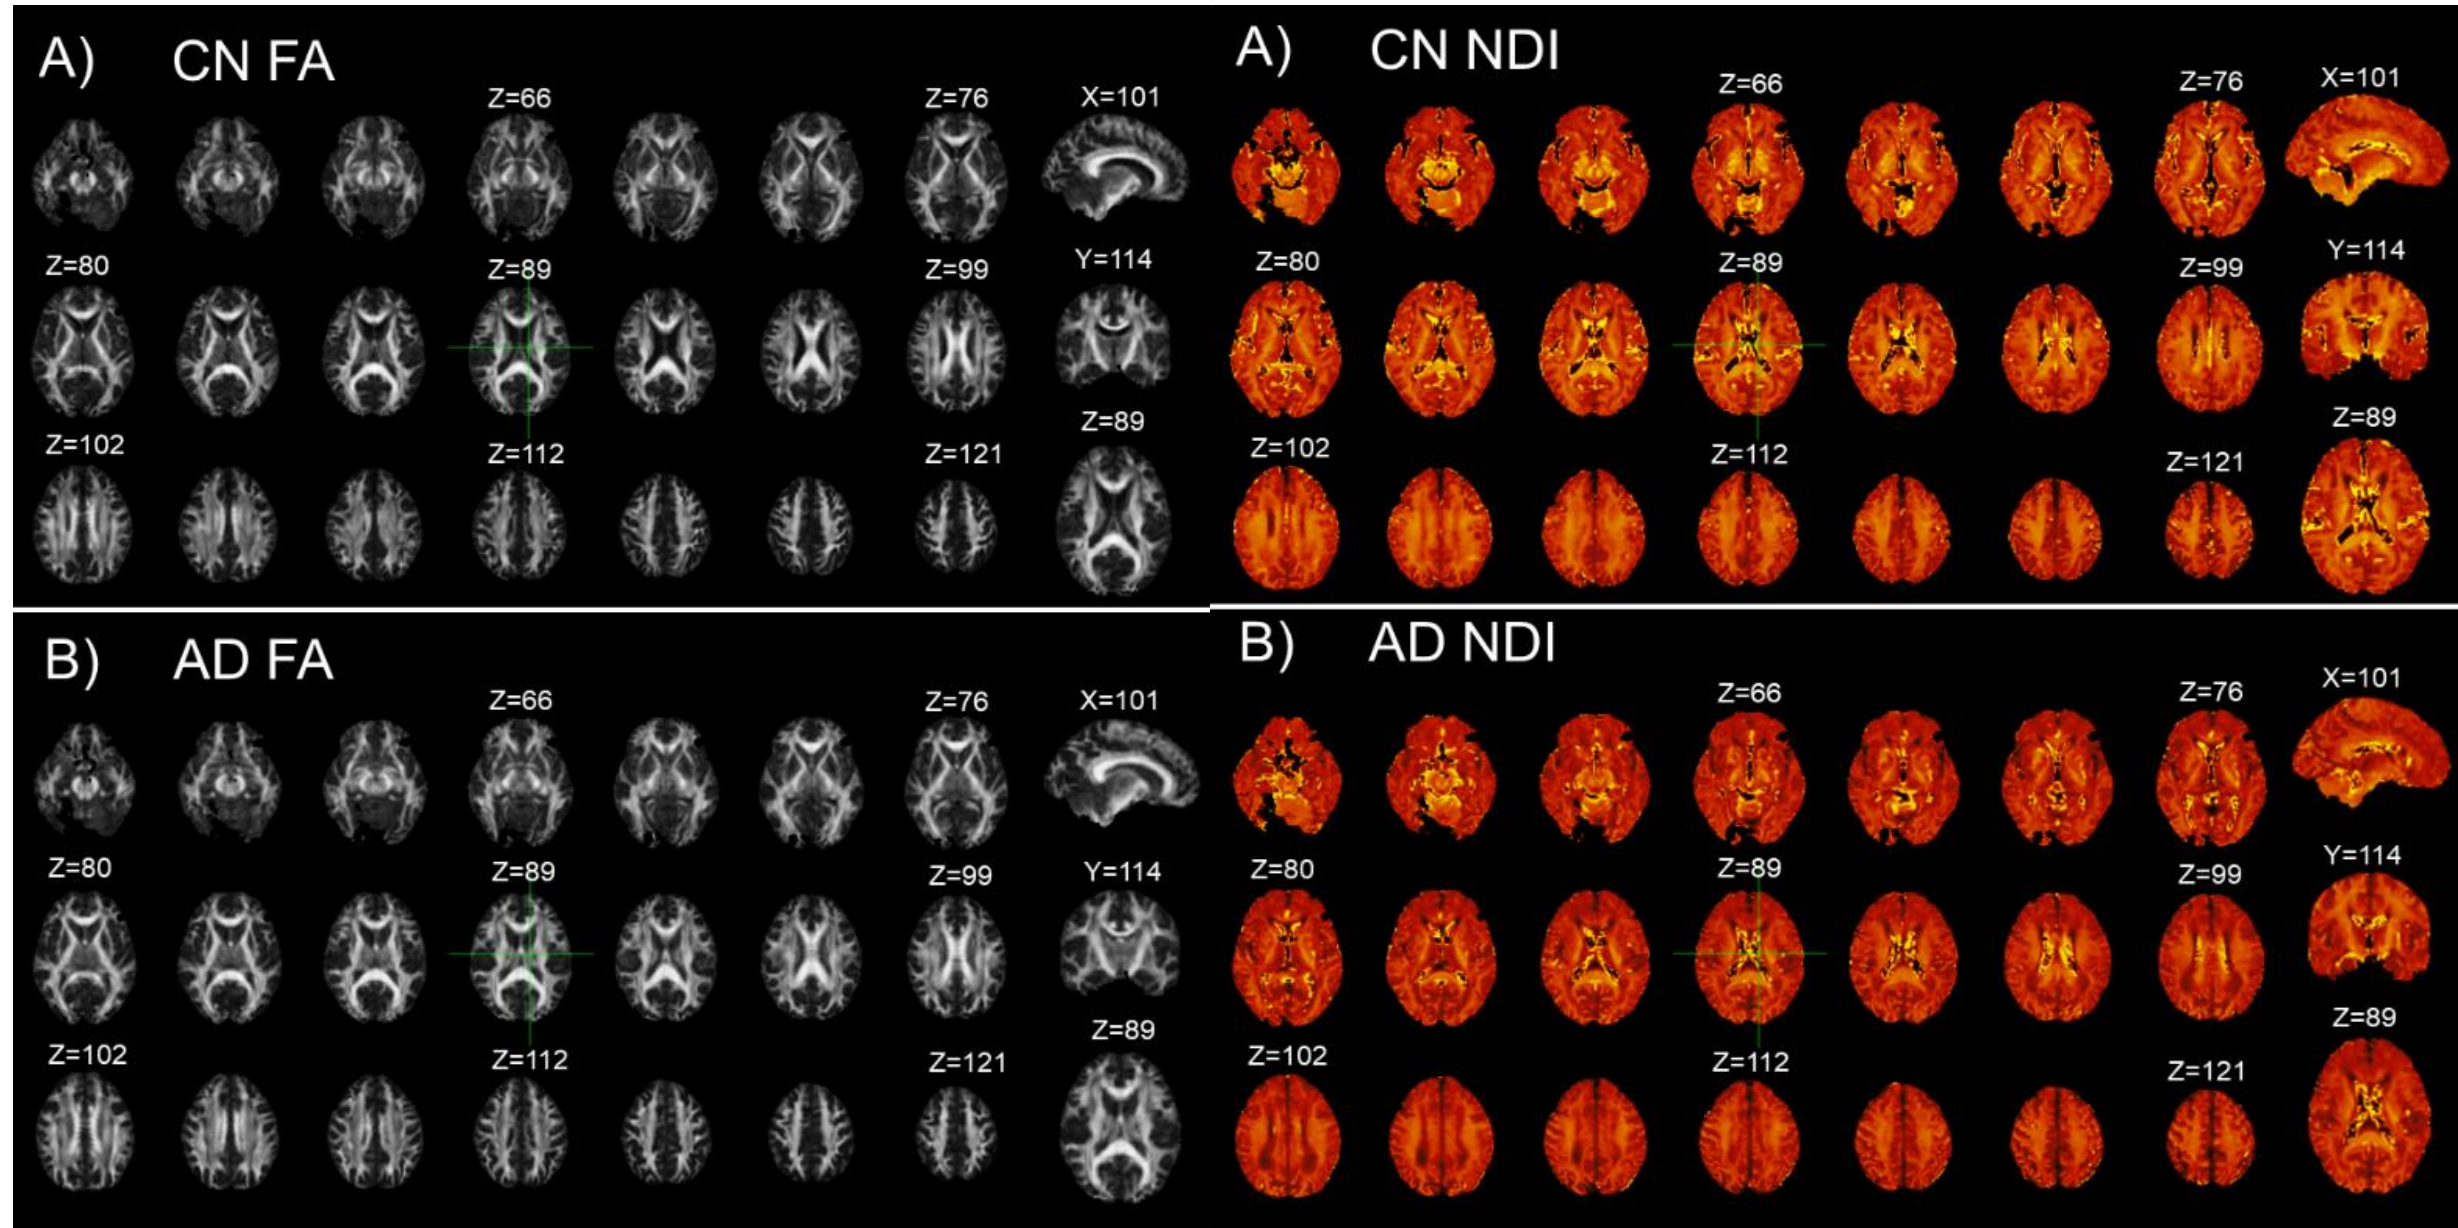 A) CN FA
Z=66 Z=76 X=101
Z=80 Z=89 Z=99 Y=114
Z=89
Z=102 Z=112 Z=121
A) CN NDI
Z=66 Z=76 X=101
Z=80 Z=89 Z=99 Y=114
Z=89
Z=102 Z=112 Z=121
B) AD FA
Z=66 Z=76 X=101
Z=80 Z=89 Z=99 Y=114
Z=89
Z=102 Z=112 Z=121
B) AD NDI
Z=66 Z=76 X=101
Z=80 Z=89 Z=99 Y=114
Z=89
Z=102 Z=112 Z=121